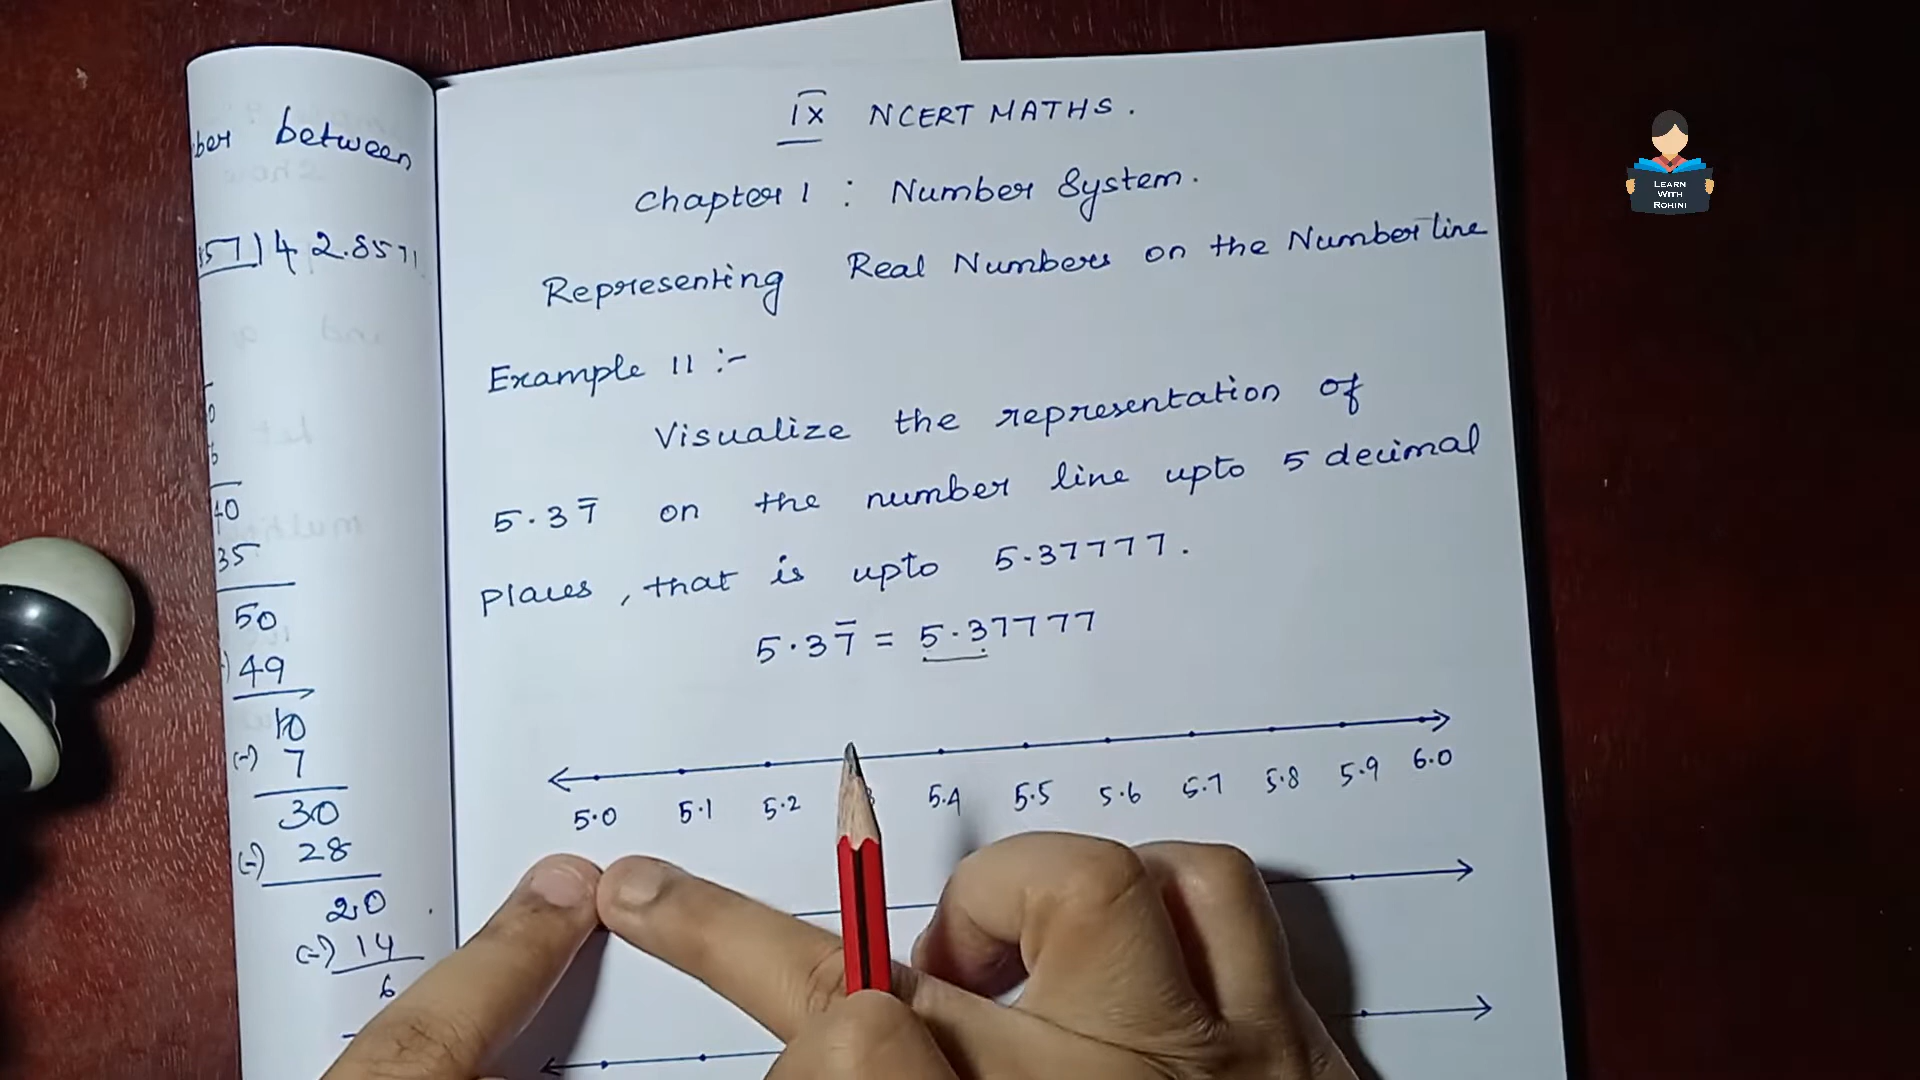 IX NCERT MATHS.
Chapter 1 : Number System.
Representing Real Numbers on the Number line
Example 11 :-
Visualize the representation of
5.37̅ on the number line upto 5 decimal
places, that is upto 5.37777.
5.37̅ = 5.37777
5.0 5.1 5.2 5.4 5.5 5.6 5.7 5.8 5.9 6.0
between
42.8571
40
35
50
49
10
(-) 7
30
(-) 28
20
(-) 14
6
LEARN
WITH
ROHINI